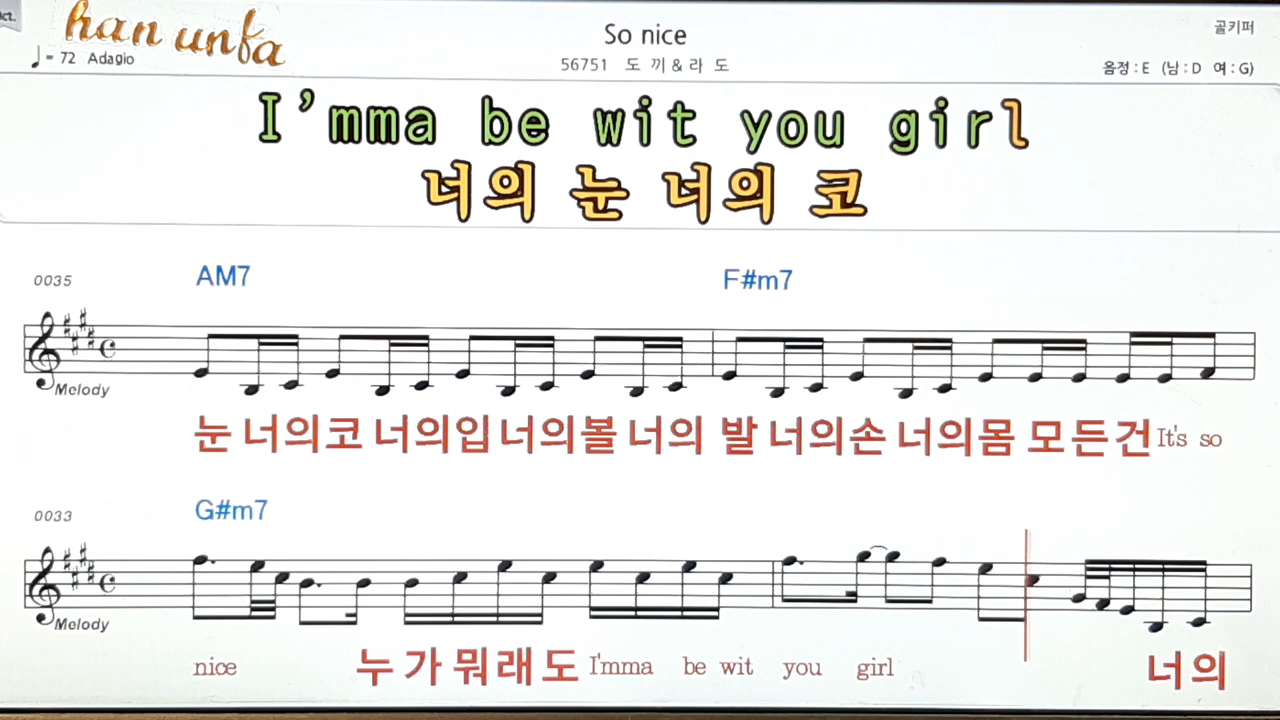 ct.
han unfa
So nice
골키퍼
♩= 72 Adagio
56751 도 끼 & 라 도
음정 : E (남 : D 여 : G)
I'mma be wit you girl
너의 눈 너의 코
0035 AM7 F#m7
Melody
눈 너의코 너의입 너의볼 너의 발 너의손 너의몸 모든건 It's so
0033 G#m7
Melody
nice 누가뭐래도 I'mma be wit you girl 너의